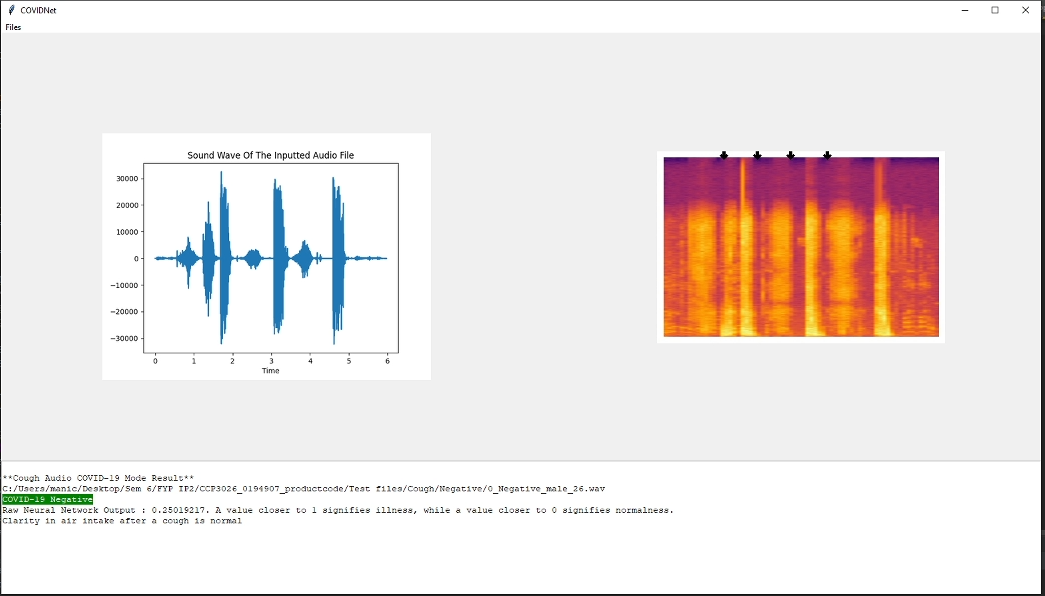 COVIDNet
Files
Sound Wave Of The Inputted Audio File
30000
20000
10000
0
−10000
−20000
−30000
0 1 2 3 4 5 6
Time
**Cough Audio COVID-19 Mode Result**
C:/Users/manic/Desktop/Sem 6/FYP IP2/CCP3026_0194907_productcode/Test files/Cough/Negative/0_Negative_male_26.wav
COVID-19 Negative
Raw Neural Network Output : 0.25019217. A value closer to 1 signifies illness, while a value closer to 0 signifies normalness.
Clarity in air intake after a cough is normal